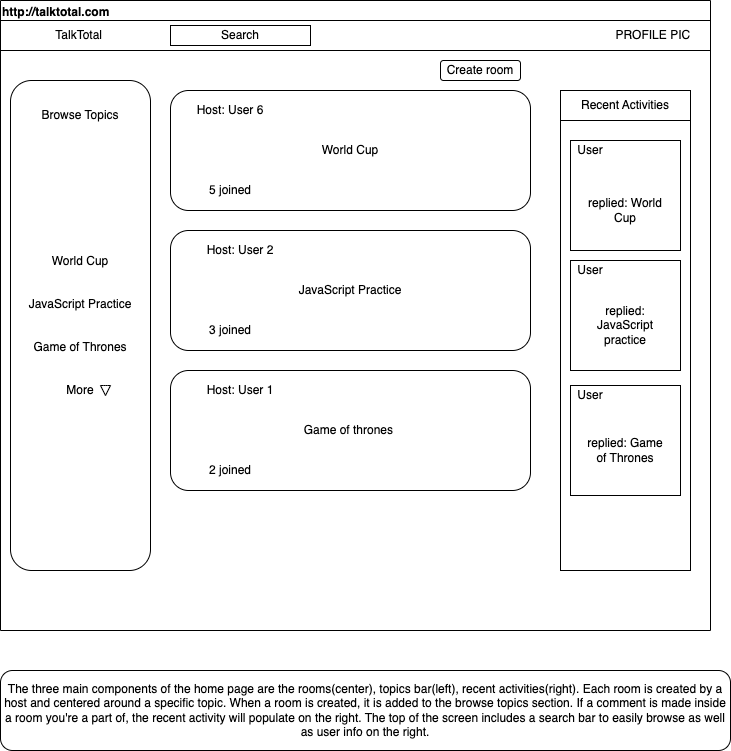 http://talktotal.com
TalkTotal
Search
PROFILE PIC
Create room
Browse Topics
World Cup
JavaScript Practice
Game of Thrones
More
Host: User 6
World Cup
5 joined
Host: User 2
JavaScript Practice
3 joined
Host: User 1
Game of thrones
2 joined
Recent Activities
User
replied: World
Cup
User
replied:
JavaScript
practice
User
replied: Game
of Thrones
The three main components of the home page are the rooms(center), topics bar(left), recent activities(right). Each room is created by a
host and centered around a specific topic. When a room is created, it is added to the browse topics section. If a comment is made inside
a room you're a part of, the recent activity will populate on the right. The top of the screen includes a search bar to easily browse as well
as user info on the right.